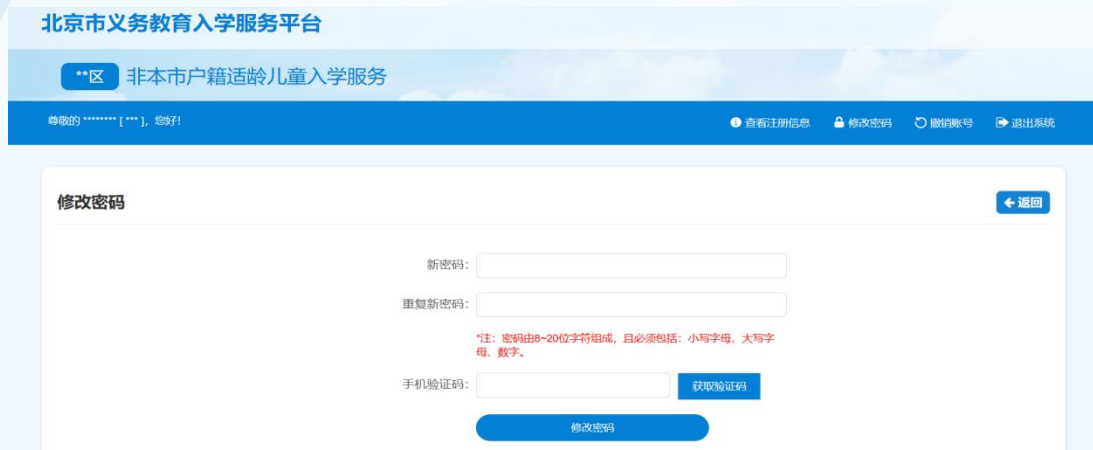 北京市义务教育入学服务平台
**区 非本市户籍适龄儿童入学服务
尊敬的 ******** [ *** ]，您好!
查看注册信息 修改密码 撤销账号 退出系统
修改密码
返回
新密码：
重复新密码：
*注：密码由8~20位字符组成，且必须包括：小写字母、大写字
母、数字。
手机验证码：
获取验证码
修改密码